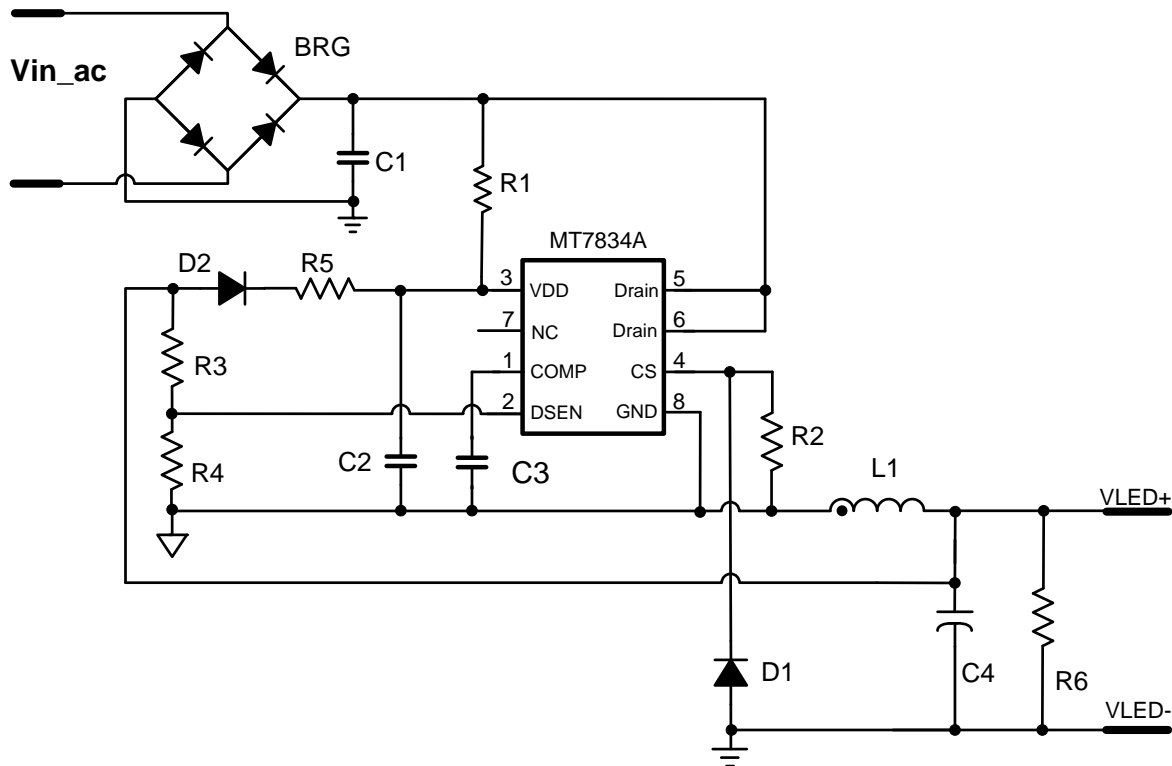 BRG
Vin_ac
C1
R1
MT7834A
D2
R5
3
VDD
Drain
5
7
NC
Drain
6
R3
1
COMP
CS
4
2
DSEN
GND
8
R2
R4
C2
C3
L1
VLED+
D1
C4
R6
VLED-